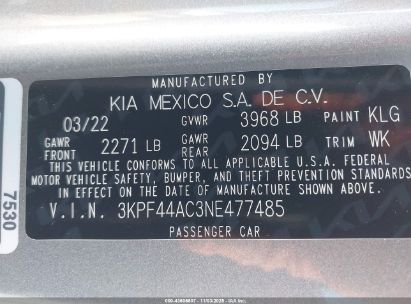 MANUFACTURED BY
KIA MEXICO S.A. DE C.V.
03/22 GVWR 3968 LB PAINT KLG
GAWR FRONT 2271 LB GAWR REAR 2094 LB TRIM WK
THIS VEHICLE CONFORMS TO ALL APPLICABLE U.S.A. FEDERAL
MOTOR VEHICLE SAFETY, BUMPER, AND THEFT PREVENTION STANDARDS
IN EFFECT ON THE DATE OF MANUFACTURE SHOWN ABOVE.
V.I.N. 3KPF44AC3NE477485
PASSENGER CAR
7530